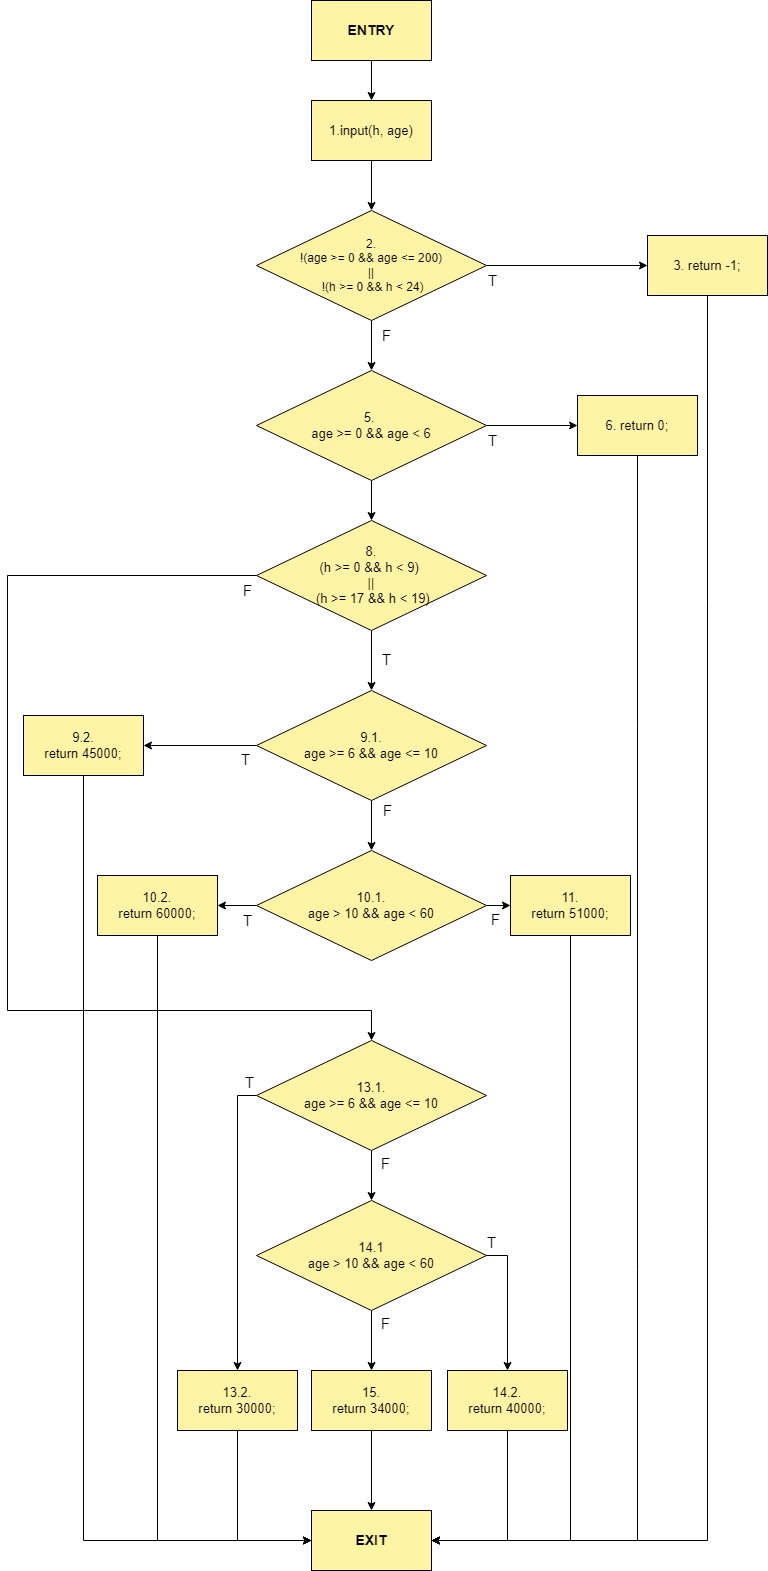 ENTRY
1.input(h, age)
2.
!(age >= 0 && age <= 200)
||
!(h >= 0 && h < 24)
T
3. return -1;
F
5.
age >= 0 && age < 6
T
6. return 0;
8.
(h >= 0 && h < 9)
||
(h >= 17 && h < 19)
F
T
9.1.
age >= 6 && age <= 10
T
9.2.
return 45000;
F
10.1.
age > 10 && age < 60
T
10.2.
return 60000;
F
11.
return 51000;
13.1.
age >= 6 && age <= 10
T
F
14.1
age > 10 && age < 60
T
F
13.2.
return 30000;
15.
return 34000;
14.2.
return 40000;
EXIT